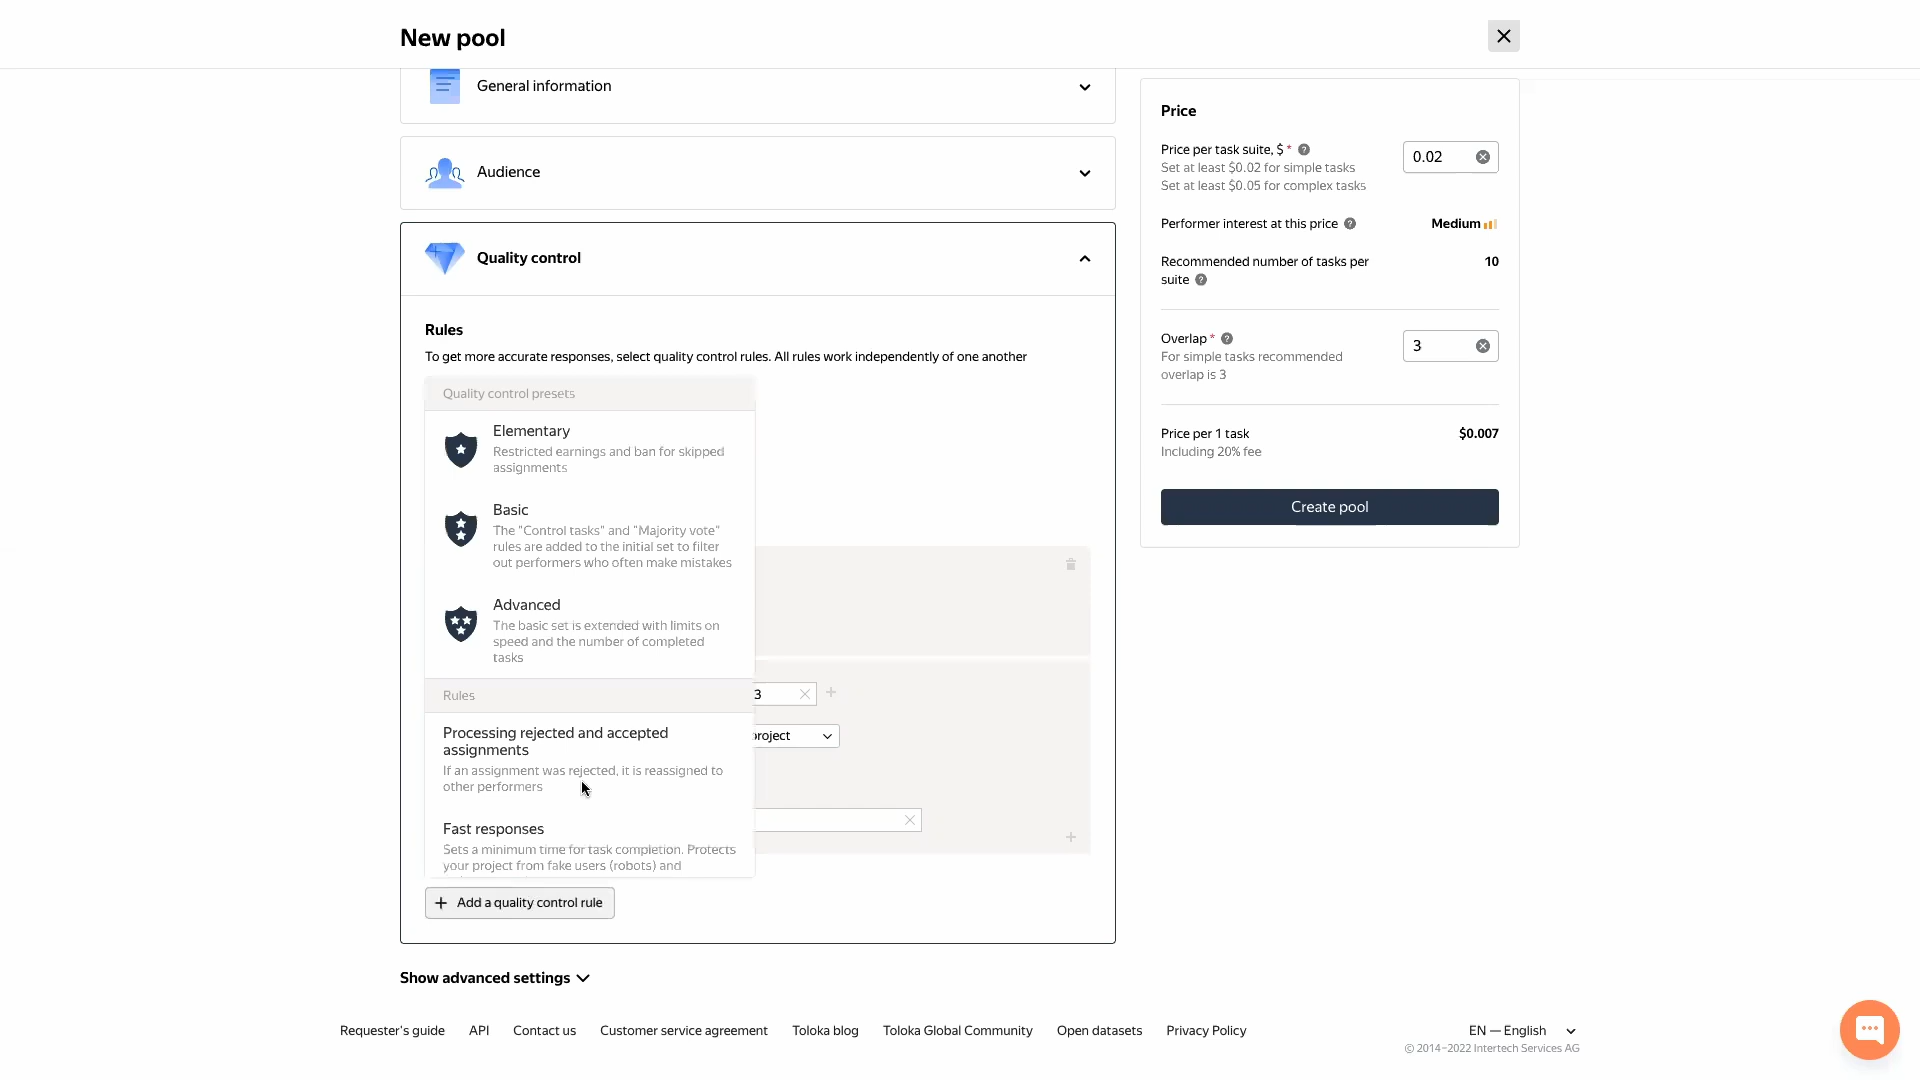 New pool
General information
Audience
Quality control
Rules
To get more accurate responses, select quality control rules. All rules work independently of one another
Quality control presets
Elementary
Restricted earnings and ban for skipped
assignments
Basic
The "Control tasks" and "Majority vote"
rules are added to the initial set to filter
out performers who often make mistakes
Advanced
The basic set is extended with limits on
speed and the number of completed
tasks
Rules
3
Processing rejected and accepted
assignments
project
If an assignment was rejected, it is reassigned to
other performers
Fast responses
Sets a minimum time for task completion. Protects
your project from fake users (robots) and
Add a quality control rule
Show advanced settings
Price
Price per task suite, $ *
Set at least $0.02 for simple tasks
Set at least $0.05 for complex tasks
0.02
Performer interest at this price
Medium
Recommended number of tasks per
suite
10
Overlap *
For simple tasks recommended
overlap is 3
3
Price per 1 task
$0.007
Including 20% fee
Create pool
Requester's guide
API
Contact us
Customer service agreement
Toloka blog
Toloka Global Community
Open datasets
Privacy Policy
EN — English
© 2014–2022 Intertech Services AG